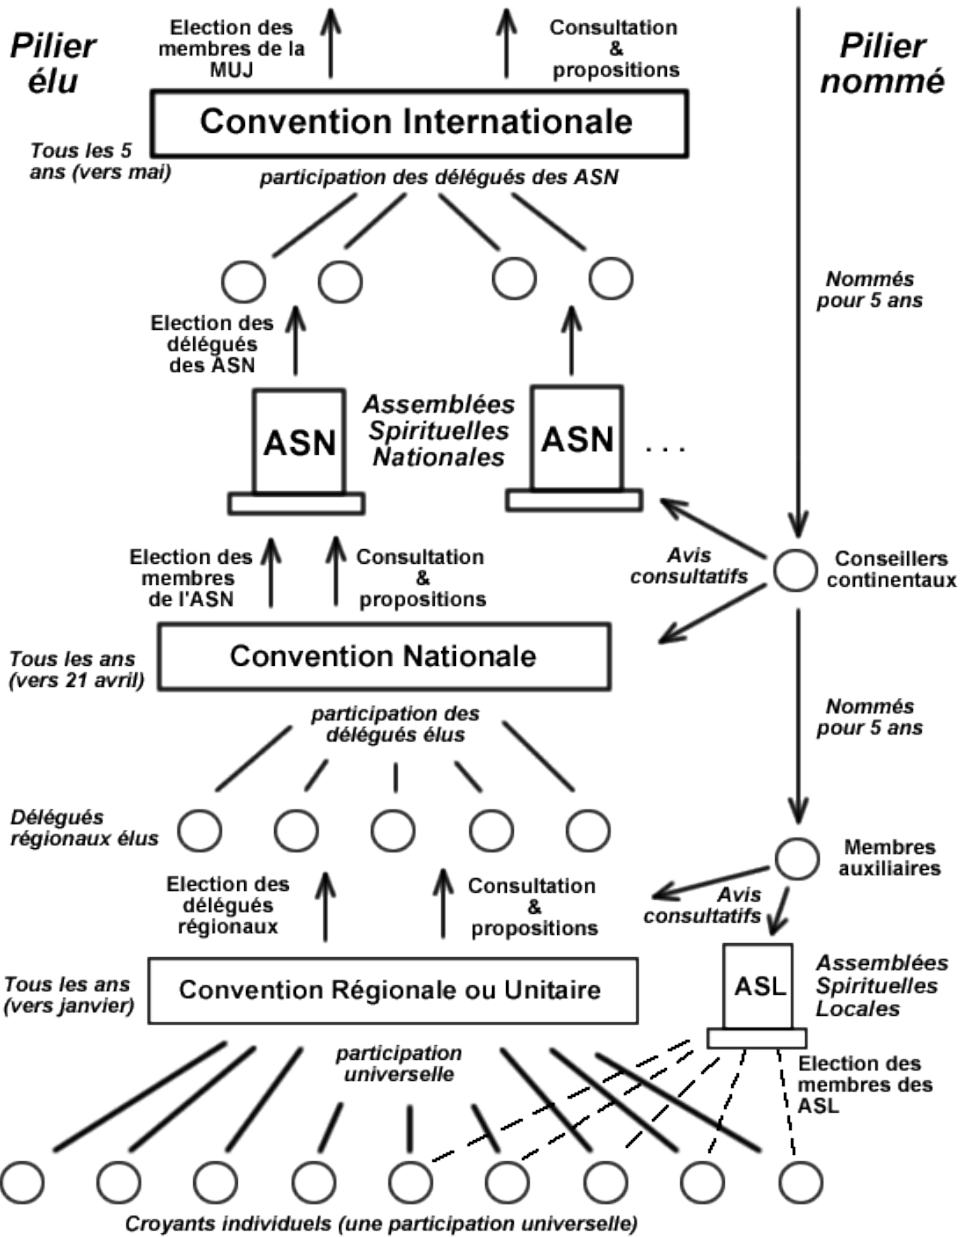 Pilier
élu
Election des
membres de la
MUJ
Consultation
&
propositions
Pilier
nommé
Convention Internationale
Tous les 5
ans (vers mai)
participation des délégués des ASN
Nommés
pour 5 ans
Election des
délégués
des ASN
ASN
Assemblées
Spirituelles
Nationales
ASN
...
Election des
membres
de l'ASN
Consultation
&
propositions
Avis
consultatifs
Conseillers
continentaux
Tous les ans
(vers 21 avril)
Convention Nationale
participation des
délégués élus
Nommés
pour 5 ans
Délégués
régionaux élus
Membres
auxiliaires
Election des
délégués
régionaux
Consultation
&
propositions
Avis
consultatifs
Tous les ans
(vers janvier)
Convention Régionale ou Unitaire
ASL
Assemblées
Spirituelles
Locales
participation
universelle
Election des
membres des
ASL
Croyants individuels (une participation universelle)